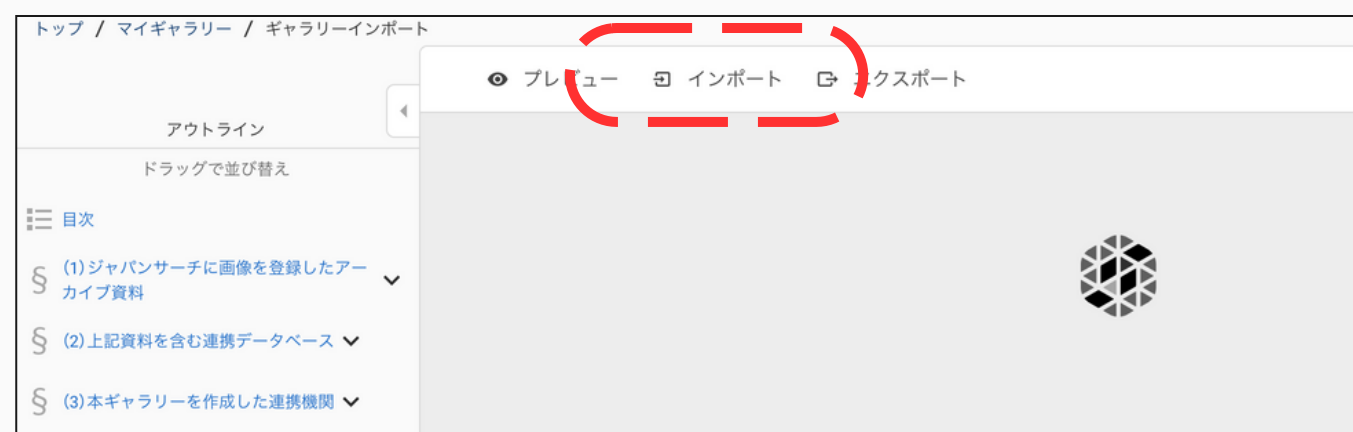 トップ / マイギャラリー / ギャラリーインポート
プレビュー インポート エクスポート
アウトライン
ドラッグで並び替え
目次
§ (1)ジャパンサーチに画像を登録したアー
カイブ資料
§ (2)上記資料を含む連携データベース
§ (3)本ギャラリーを作成した連携機関